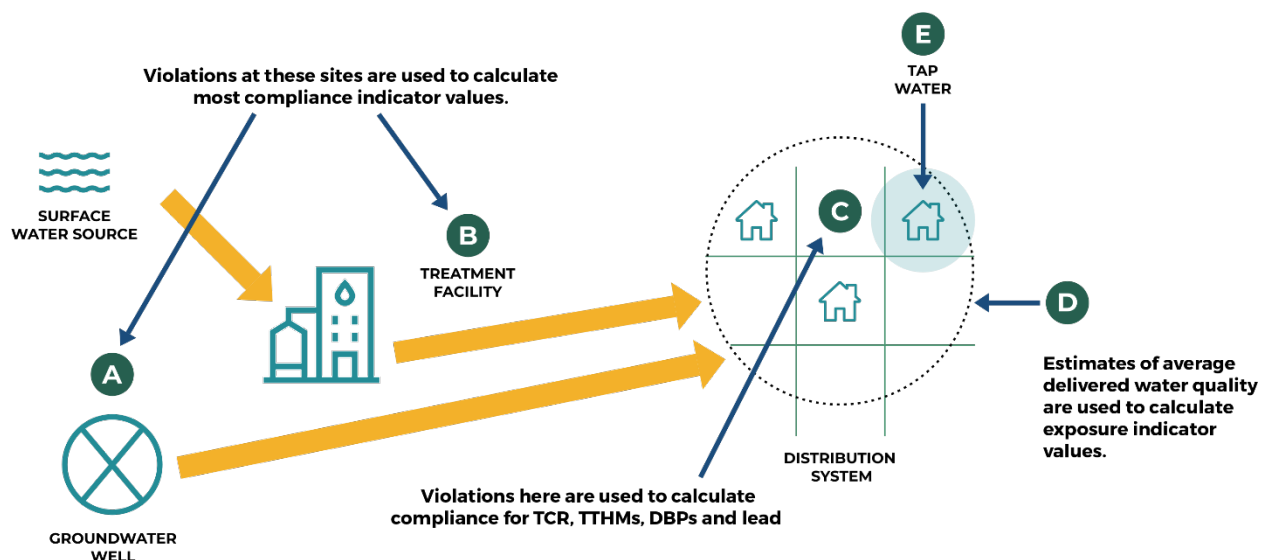 E
TAP
WATER
Violations at these sites are used to calculate
most compliance indicator values.
SURFACE
WATER SOURCE
C
B
TREATMENT
FACILITY
D
A
Estimates of average
delivered water quality
are used to calculate
exposure indicator
values.
DISTRIBUTION
SYSTEM
Violations here are used to calculate
compliance for TCR, TTHMs, DBPs and lead
GROUNDWATER
WELL